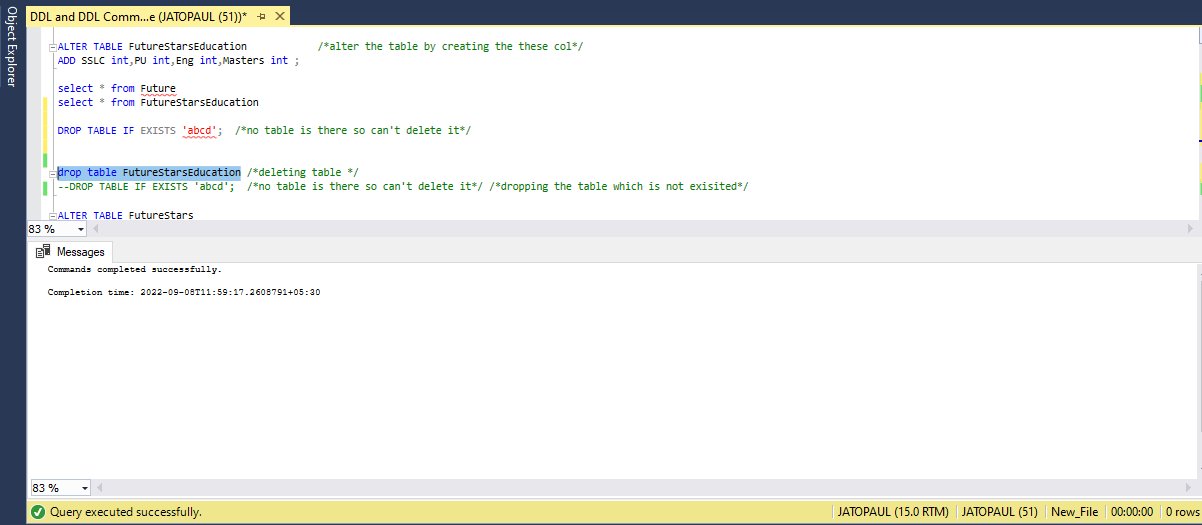 Object Explorer
DDL and DDL Comm...e (JATOPAUL (51))*
ALTER TABLE FutureStarsEducation /*alter the table by creating the these col*/
ADD SSLC int,PU int,Eng int,Masters int ;
select * from Future
select * from FutureStarsEducation
DROP TABLE IF EXISTS 'abcd'; /*no table is there so can't delete it*/
drop table FutureStarsEducation /*deleting table */
--DROP TABLE IF EXISTS 'abcd'; /*no table is there so can't delete it*/ /*dropping the table which is not exisited*/
ALTER TABLE FutureStars
83 %
Messages
Commands completed successfully.
Completion time: 2022-09-08T11:59:17.2608791+05:30
83 %
Query executed successfully. JATOPAUL (15.0 RTM) JATOPAUL (51) New_File 00:00:00 0 rows